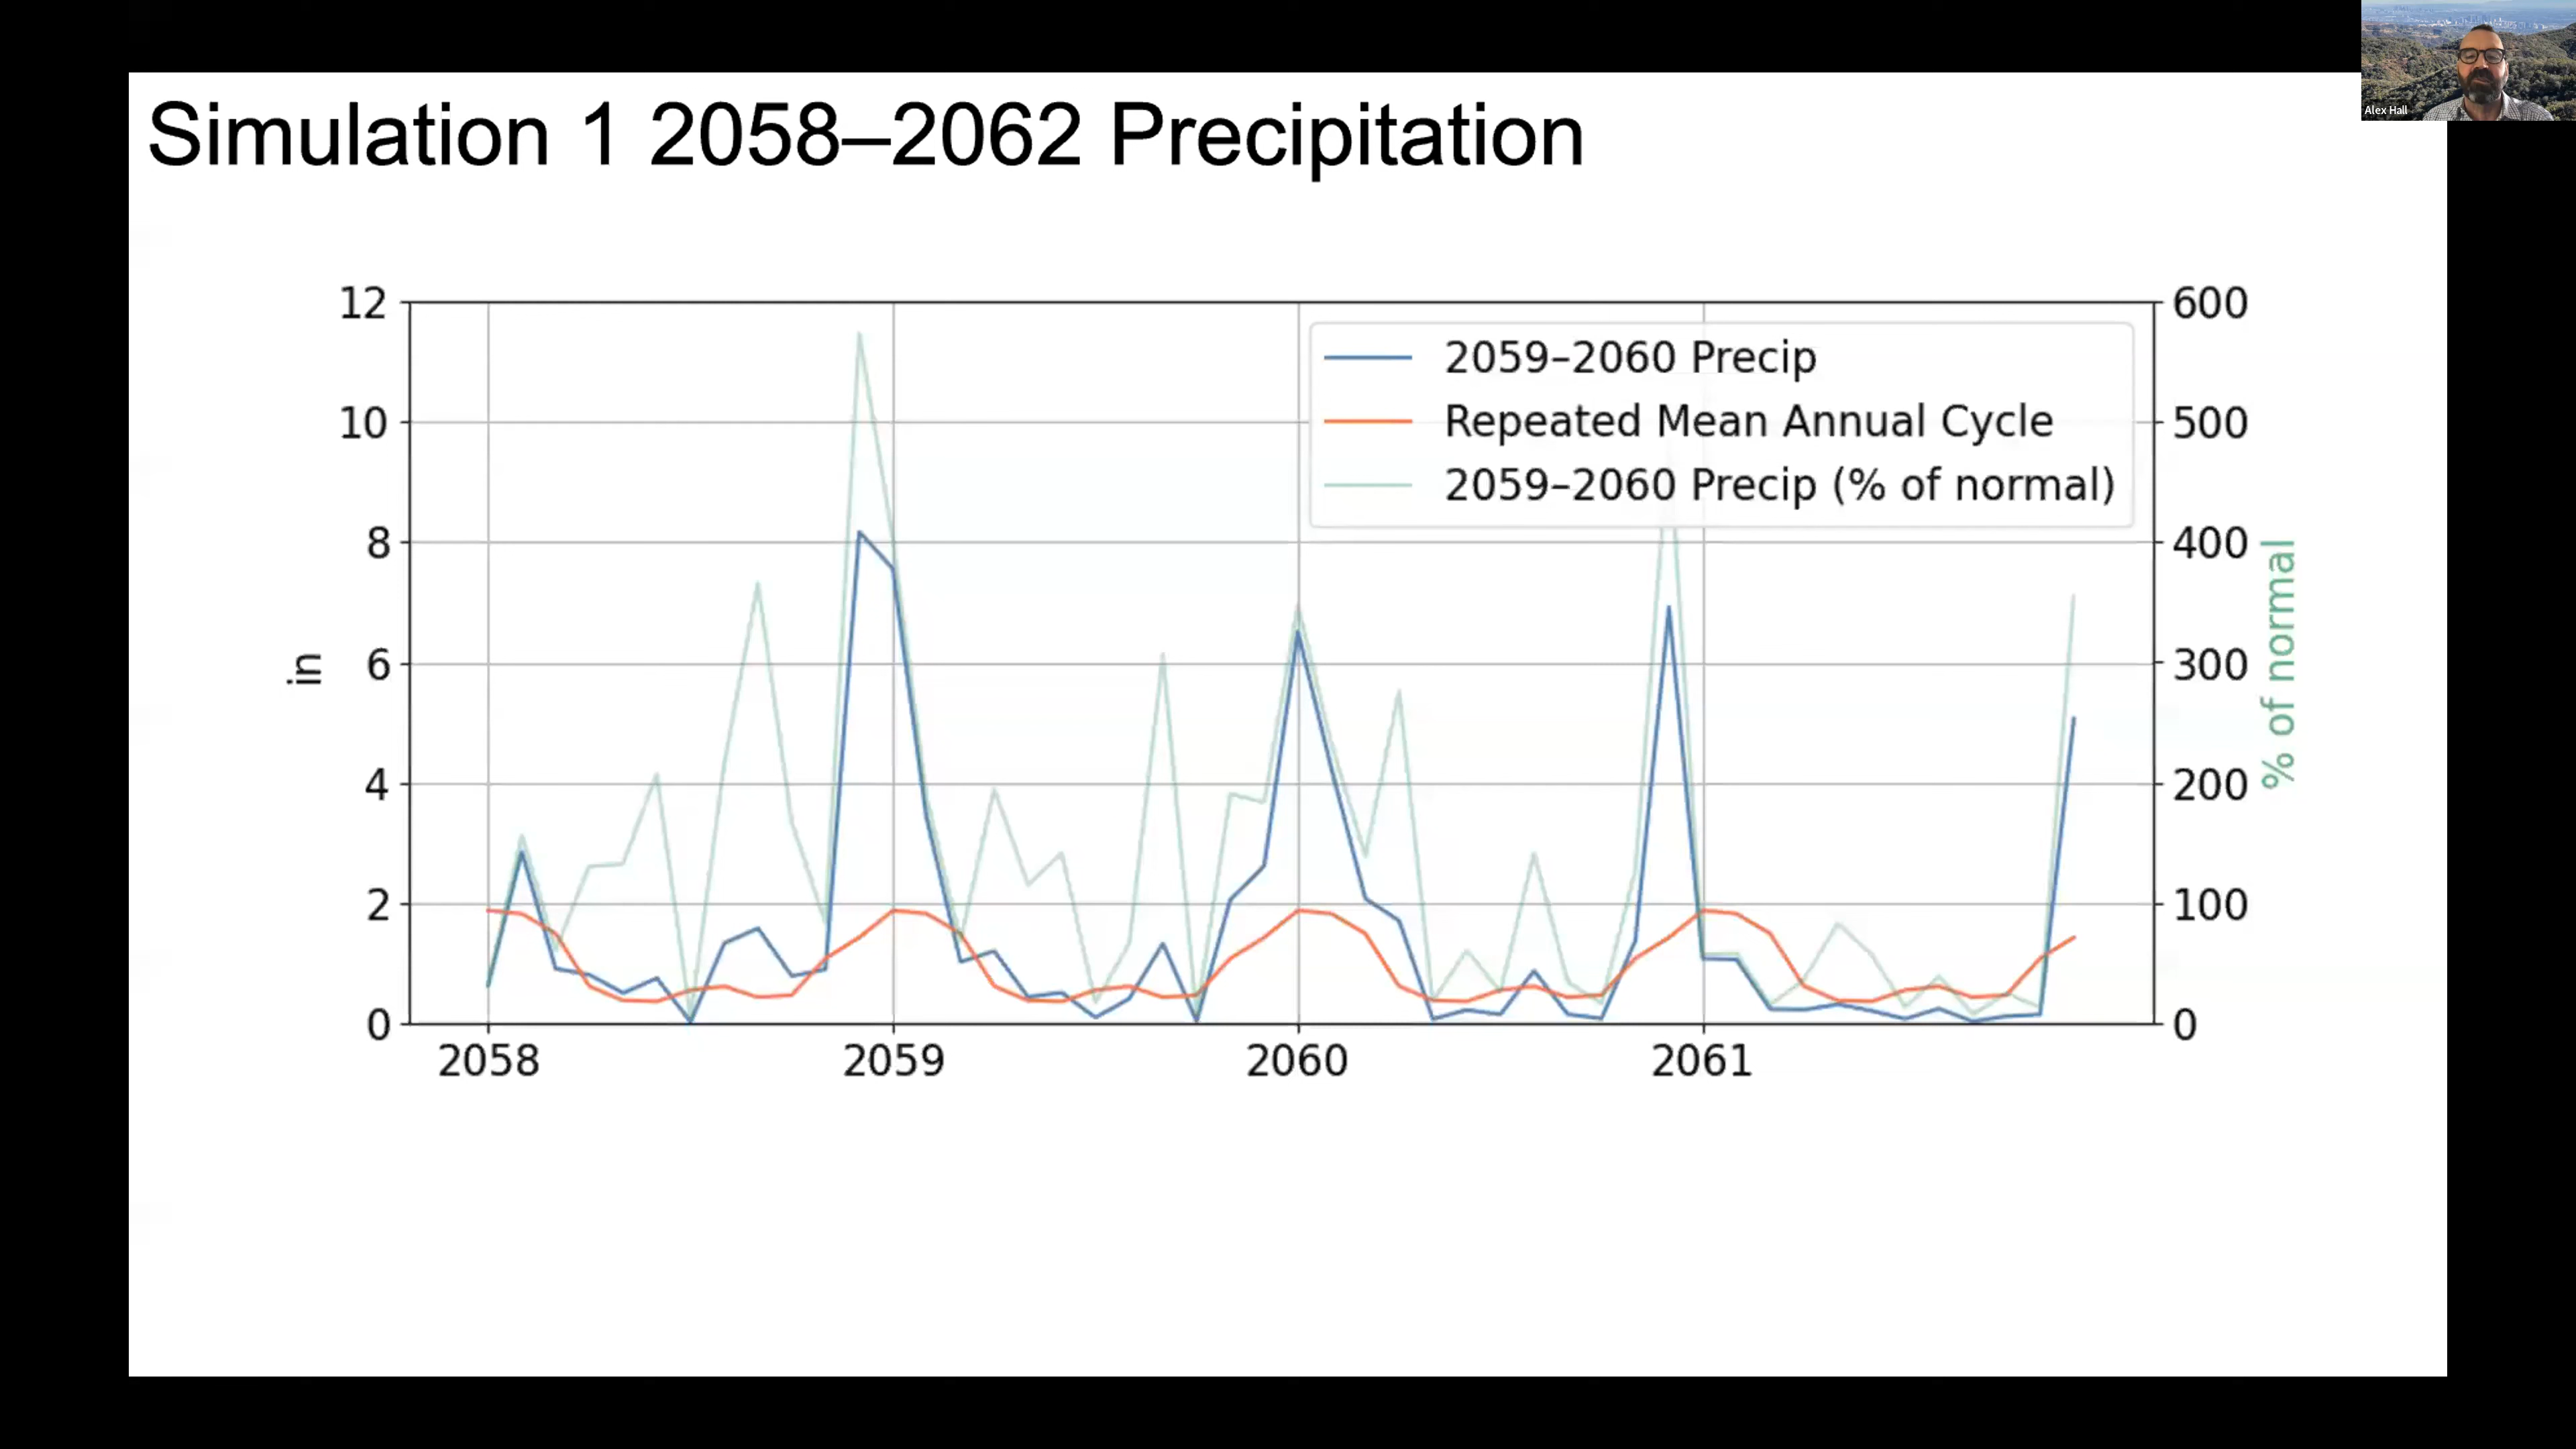 Alex Hall
Simulation 1 2058–2062 Precipitation
12
10
8
6
4
2
0
in
600
500
400
300
200
100
0
% of normal
2059–2060 Precip
Repeated Mean Annual Cycle
2059–2060 Precip (% of normal)
2058
2059
2060
2061